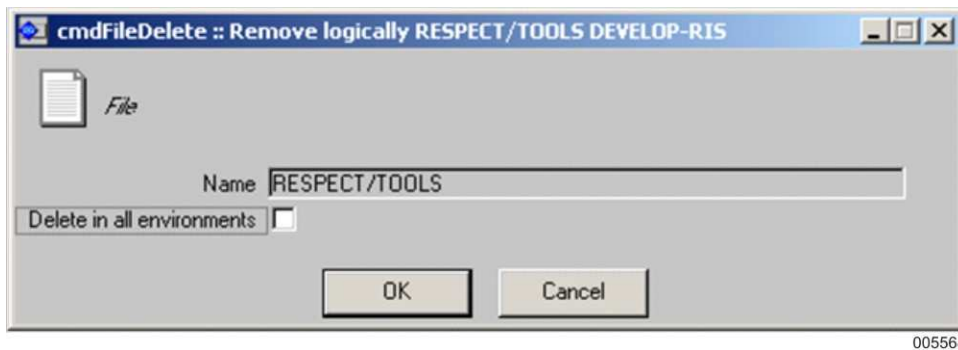 cmdFileDelete :: Remove logically RESPECT/TOOLS DEVELOP-RIS
File
Name RESPECT/TOOLS
Delete in all environments
OK Cancel
00556